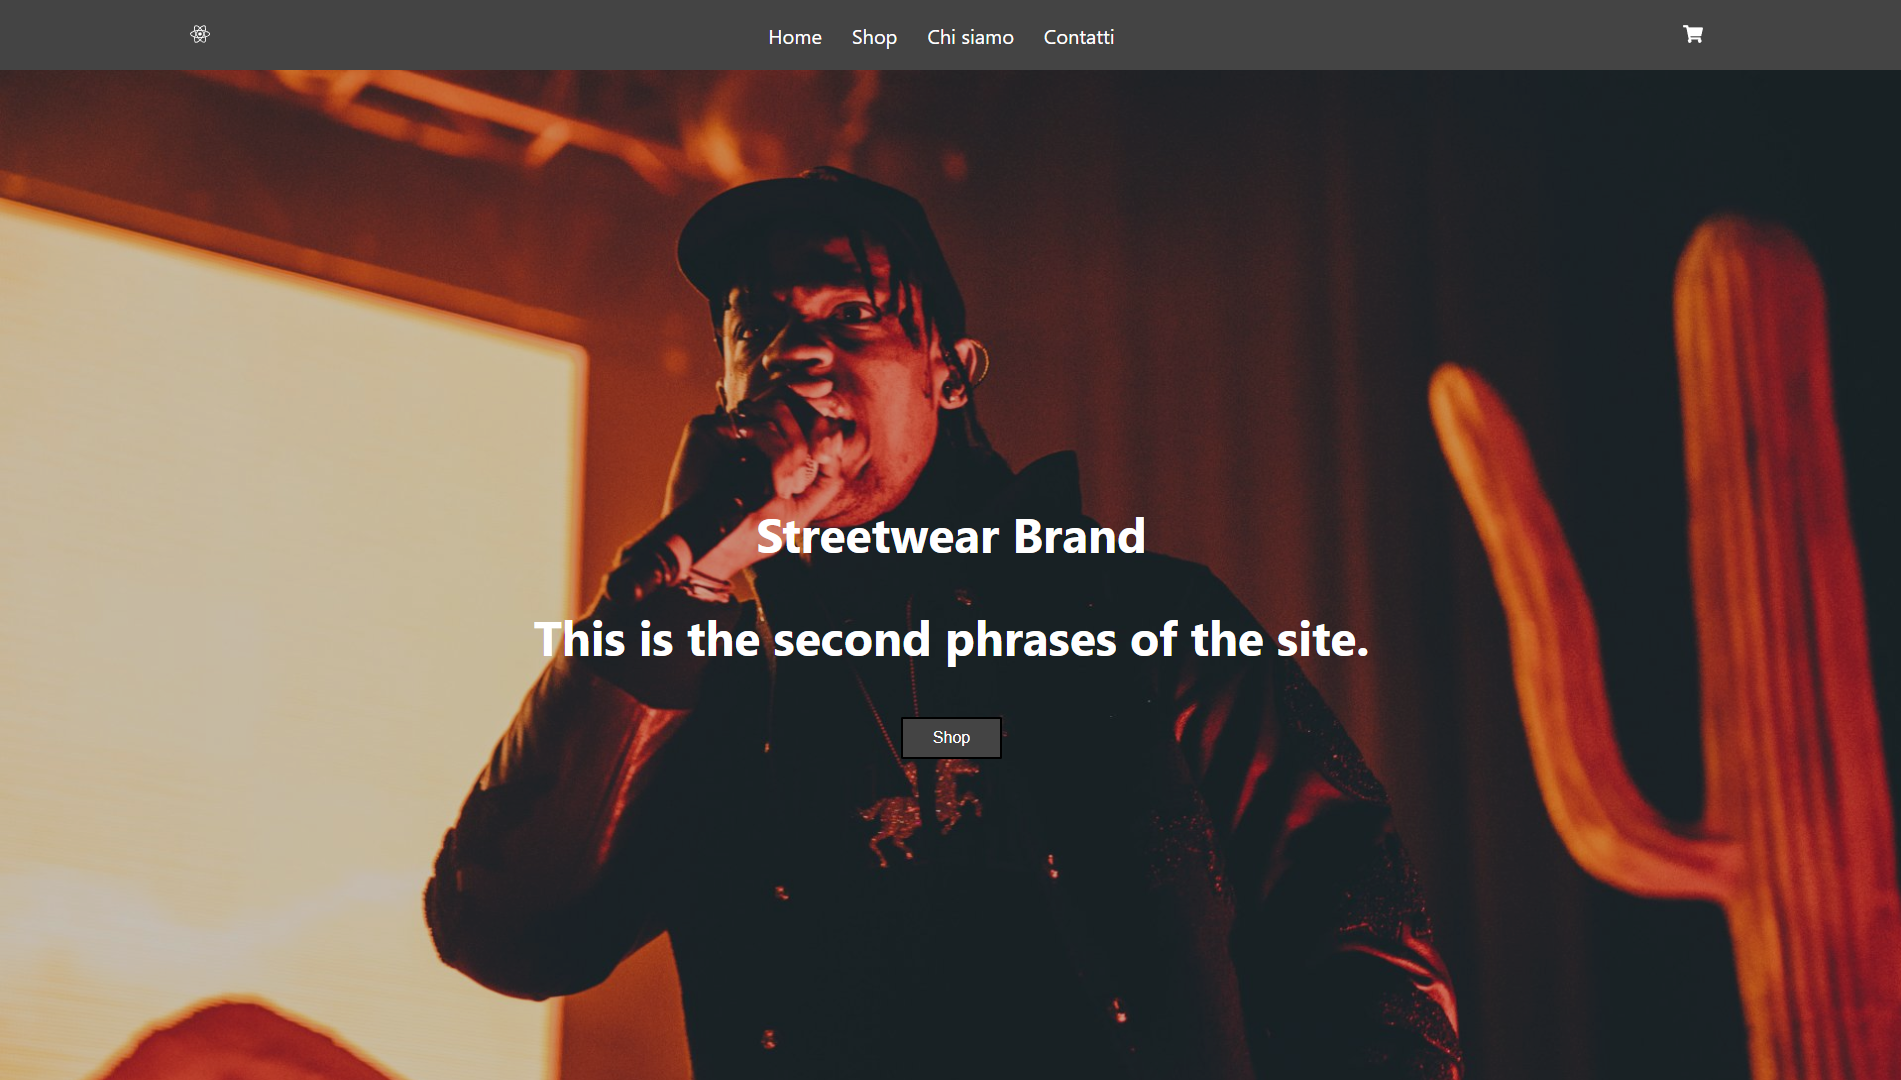 Home Shop Chi siamo Contatti
Streetwear Brand
This is the second phrases of the site.
Shop